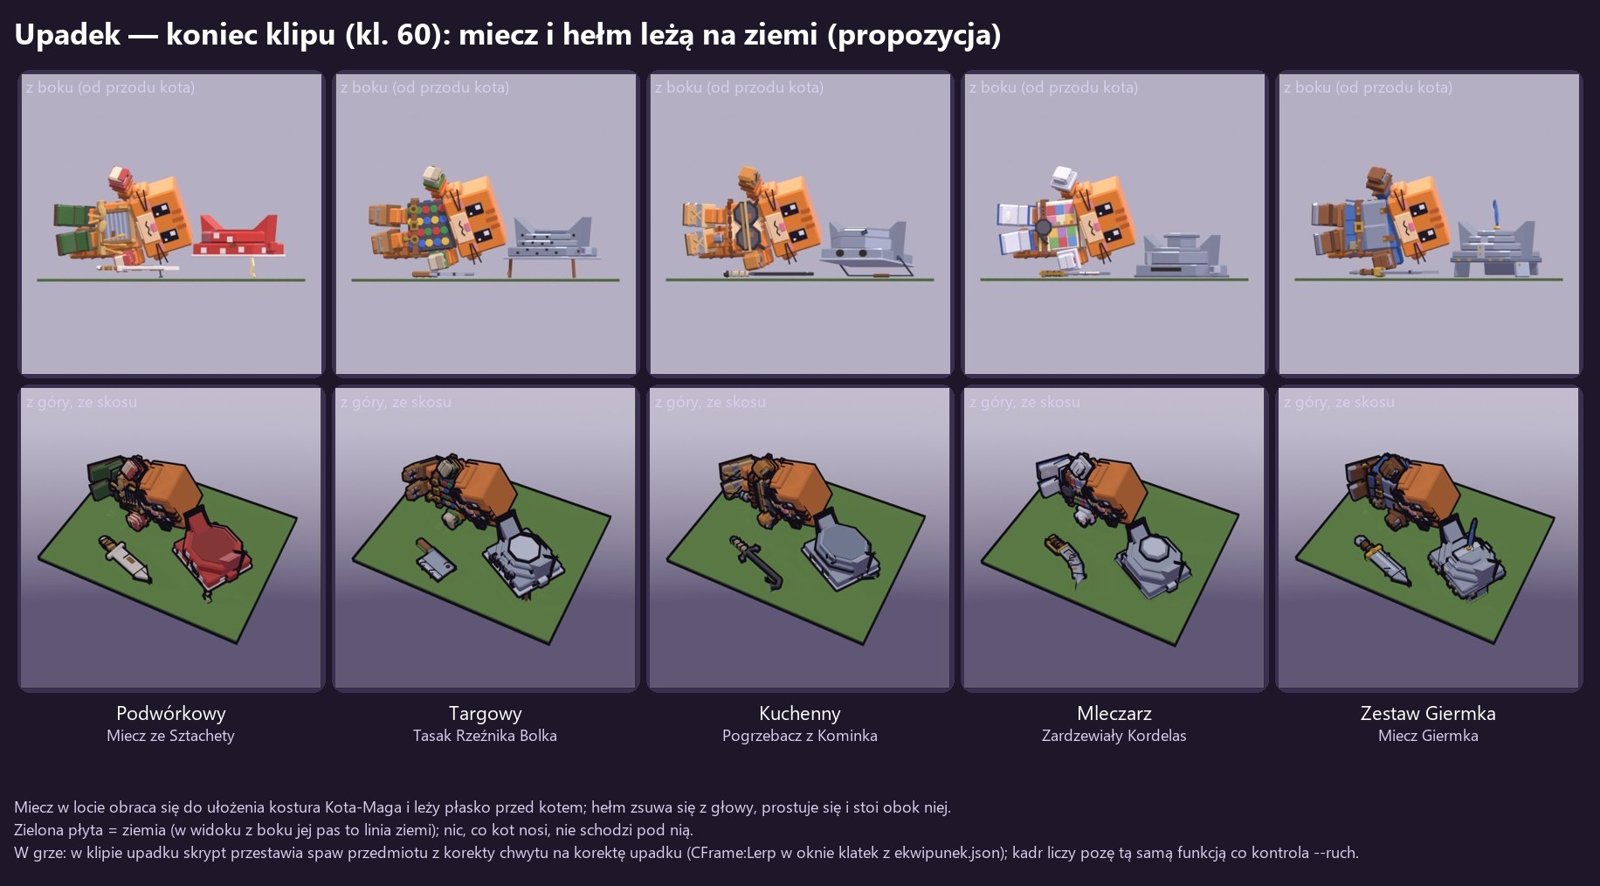 Upadek — koniec klipu (kl. 60): miecz i hełm leżą na ziemi (propozycja)
z boku (od przodu kota)
z boku (od przodu kota)
z boku (od przodu kota)
z boku (od przodu kota)
z boku (od przodu kota)
z góry, ze skosu
z góry, ze skosu
z góry, ze skosu
z góry, ze skosu
z góry, ze skosu
Podwórkowy
Miecz ze Sztachety
Targowy
Tasak Rzeźnika Bolka
Kuchenny
Pogrzebacz z Kominka
Mleczarz
Zardzewiały Kordelas
Zestaw Giermka
Miecz Giermka
Miecz w locie obraca się do ułożenia kostura Kota-Maga i leży płasko przed kotem; hełm zsuwa się z głowy, prostuje się i stoi obok niej.
Zielona płyta = ziemia (w widoku z boku jej pas to linia ziemi); nic, co kot nosi, nie schodzi pod nią.
W grze: w klipie upadku skrypt przestawia spaw przedmiotu z korekty chwytu na korektę upadku (CFrame:Lerp w oknie klatek z ekwipunek.json); kadr liczy pozę tą samą funkcją co kontrola --ruch.